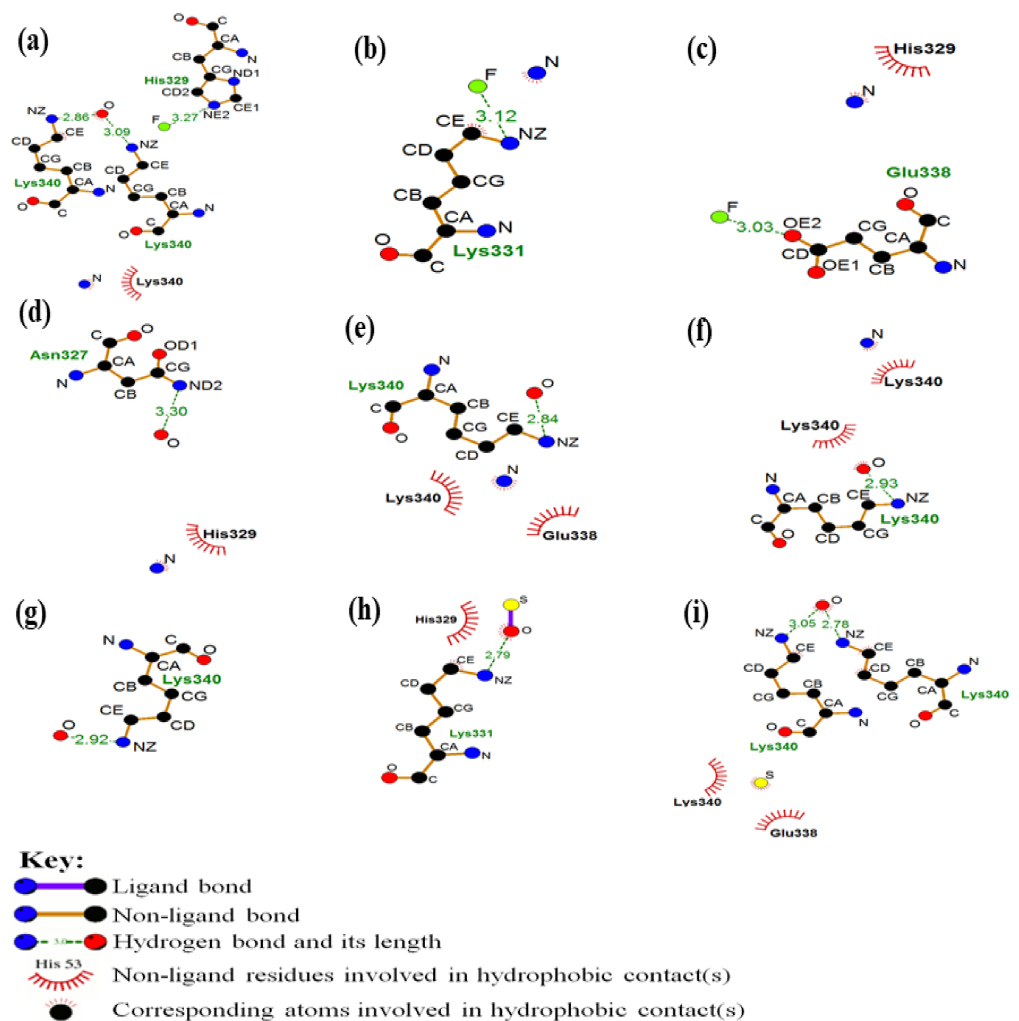 (a)
O
C
CA
N
CB
CG
ND1
His329
CD2
CE1
NE2
F
3.27
NZ
2.86
O
3.09
CE
NZ
CD
CE
CG
CB
CD
Lys340
CA
N
CG
CB
O
C
CA
C
N
O
Lys340
N
Lys340
(b)
F
N
3.12
CE
NZ
CD
CG
CB
CA
N
O
C
Lys331
(c)
His329
N
Glu338
F
O
3.03
OE2
CG
C
CD
CA
OE1
CB
N
(d)
C
O
OD1
Asn327
CA
CG
N
CB
ND2
3.30
O
His329
N
(e)
N
Lys340
CA
O
C
CB
CE
2.84
O
CG
NZ
CD
Lys340
N
Glu338
(f)
N
Lys340
Lys340
O
N
CA
CB
CE
2.93
NZ
C
Lys340
O
CD
CG
(g)
N
C
O
CA
Lys340
CB
CG
CE
CD
O
2.92
NZ
(h)
S
His329
O
2.79
CE
NZ
CD
CG
CB
Lys331
CA
N
O
C
(i)
O
3.05
2.78
NZ
NZ
CE
CE
CD
CD
CB
N
CG
CB
CG
CA
Lys340
CA
C
N
O
C
O
Lys340
S
Lys340
Glu338
Key:
Ligand bond
Non-ligand bond
3.0
Hydrogen bond and its length
His 53
Non-ligand residues involved in hydrophobic contact(s)
Corresponding atoms involved in hydrophobic contact(s)